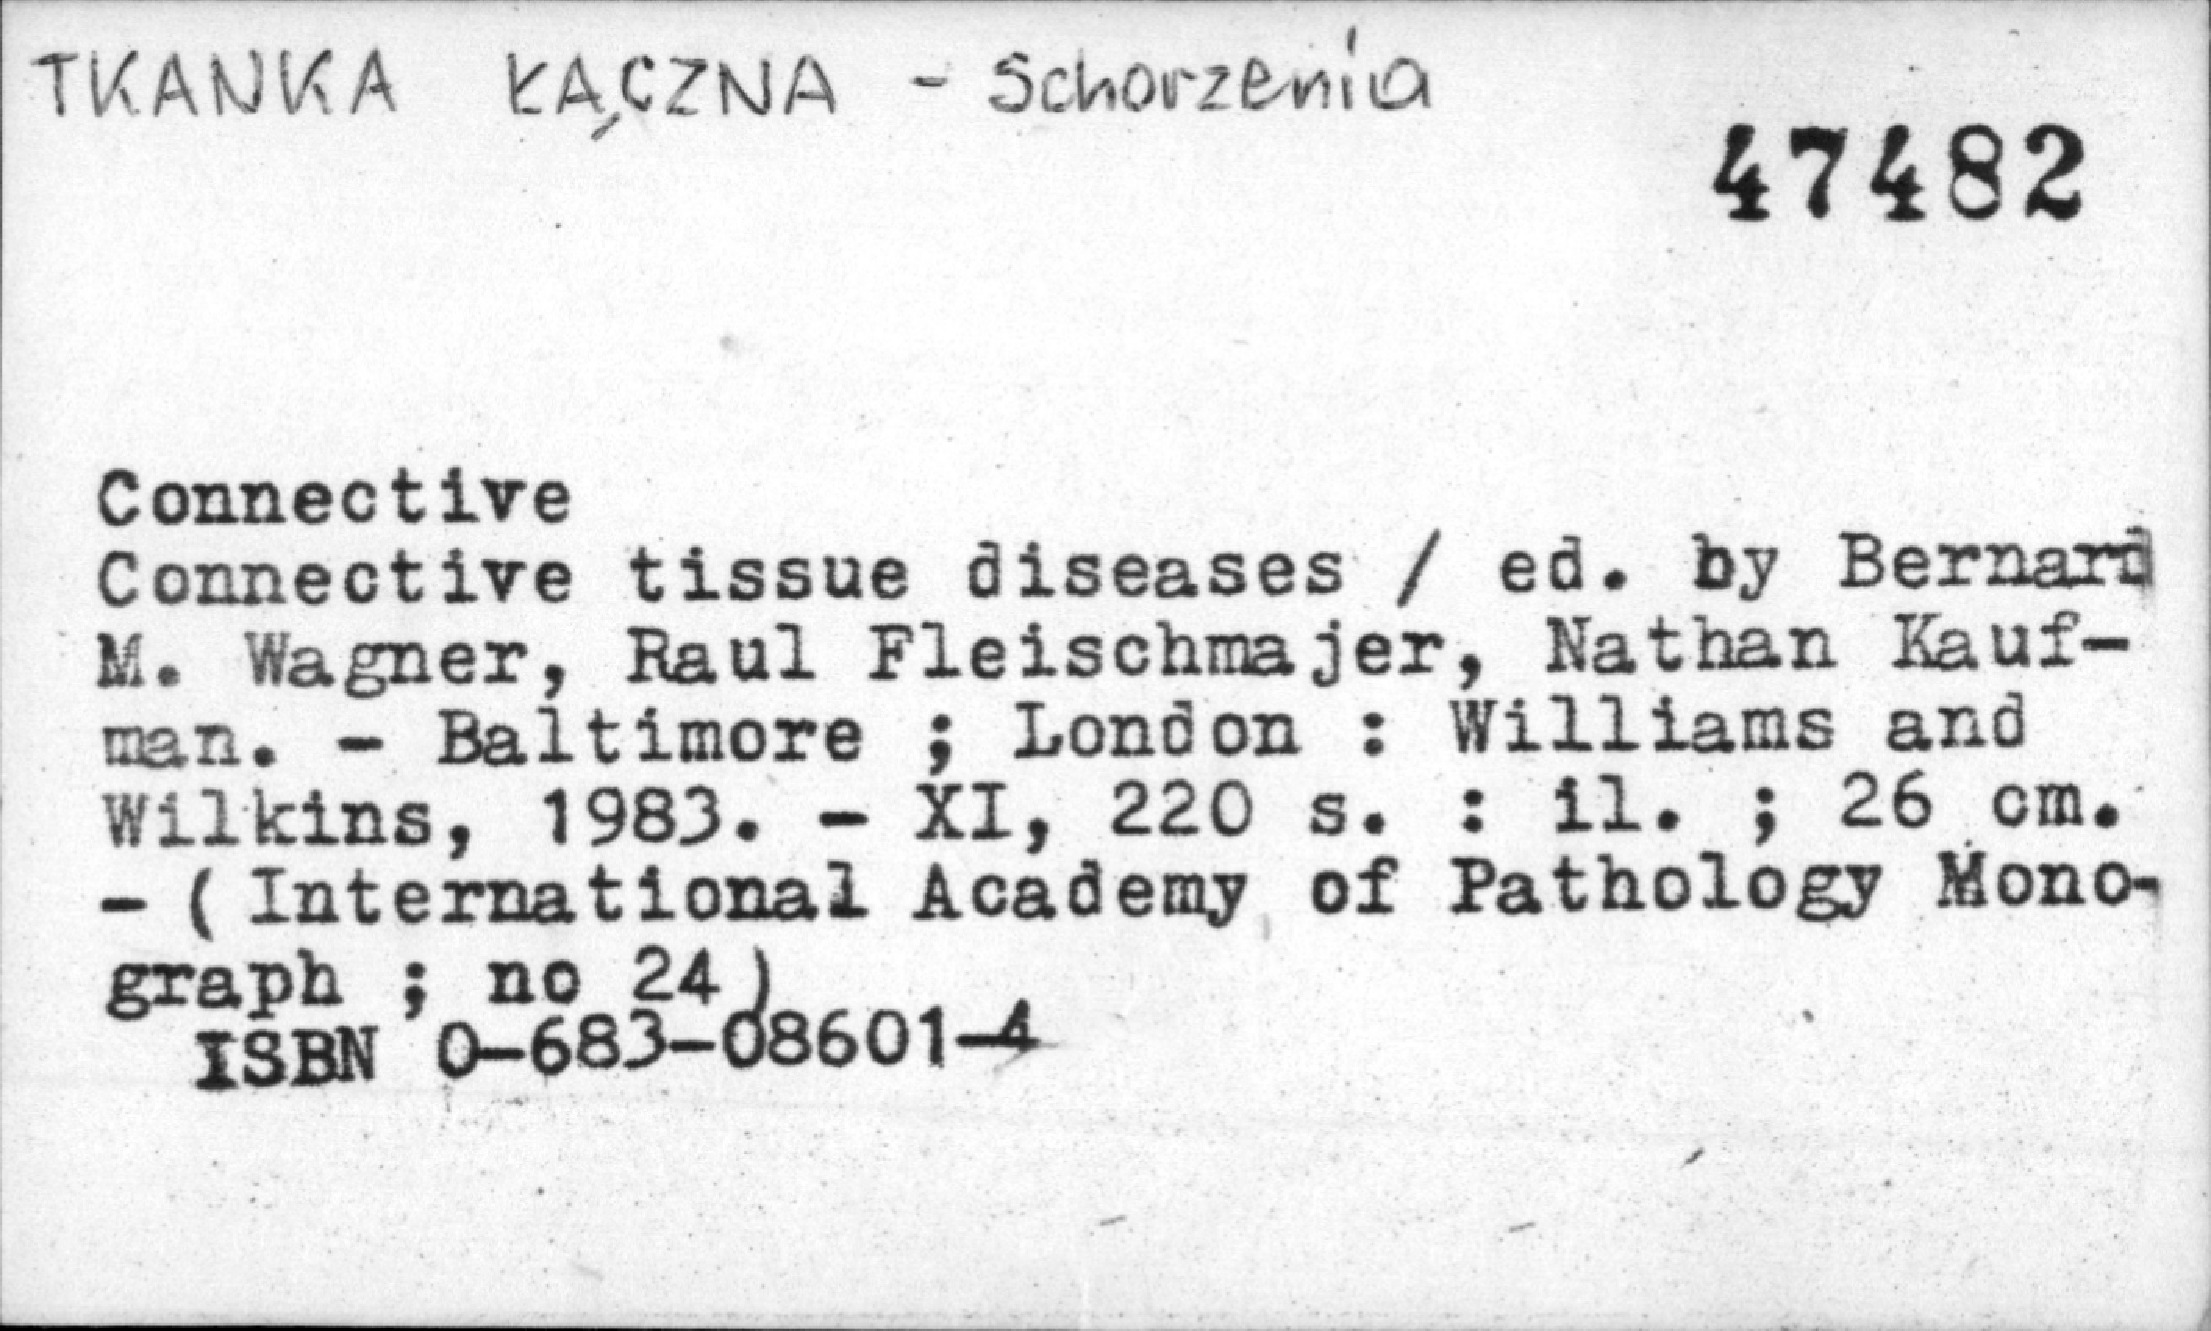 TKANKA ŁĄCZNA - Schorzenia
47482
Connective
Connective tissue diseases / ed. by Bernard
M. Wagner, Raul Fleischmajer, Nathan Kauf-
man. - Baltimore ; London : Williams and
Wilkins, 1983. - XI, 220 s. : il. ; 26 cm.
- (International Academy of Pathology Mono-
graph ; no 24)
ISBN 0-683-08601-4